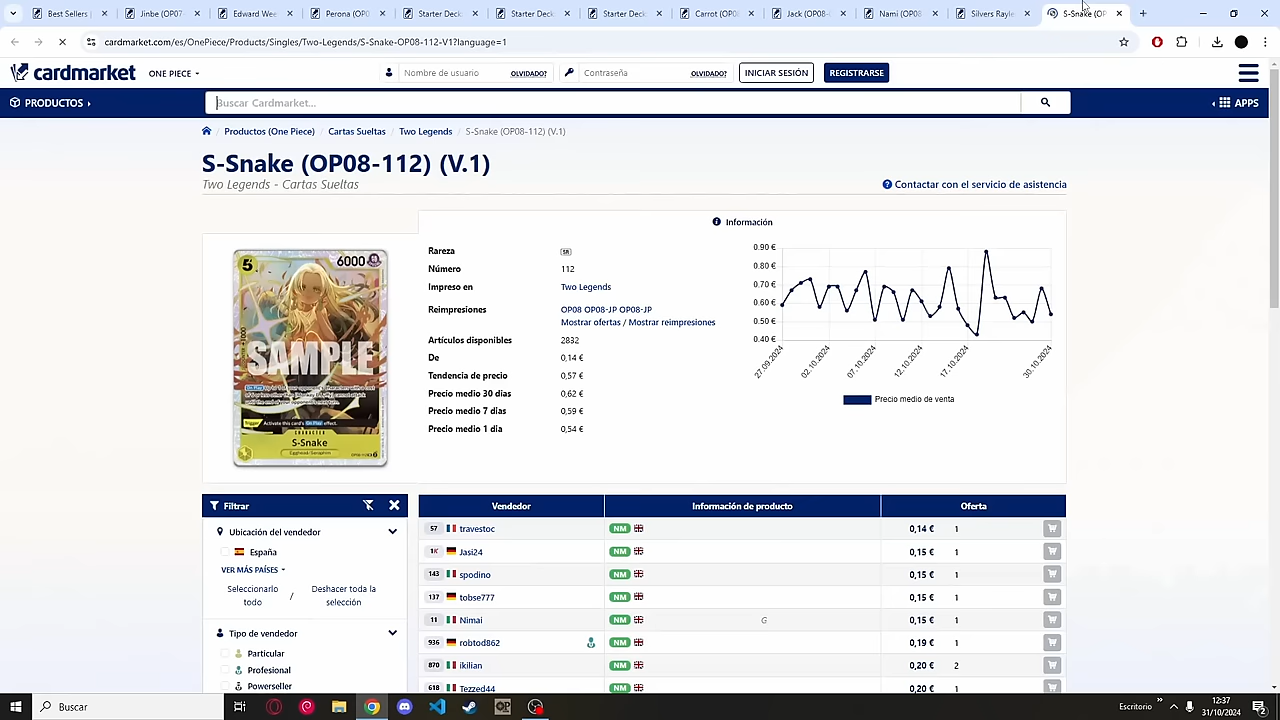 Best Sellers
Jinbe (OP07
Edward Wee
Perona (OP0
Starter Deck
Starter Deck
Starter Deck
Carrot (OP0
Jack (OP08-
Nami (OP08
Silvers Rayle
S-Snake (OP
cardmarket.com/es/OnePiece/Products/Singles/Two-Legends/S-Snake-OP08-112-V1?language=1
cardmarket
ONE PIECE
Nombre de usuario
OLVIDADO?
Contraseña
OLVIDADO?
INICIAR SESIÓN
REGISTRARSE
PRODUCTOS
Buscar Cardmarket...
APPS
Productos (One Piece) / Cartas Sueltas / Two Legends / S-Snake (OP08-112) (V.1)
S-Snake (OP08-112) (V.1)
Two Legends - Cartas Sueltas
Contactar con el servicio de asistencia
Información
5
6000
SAMPLE
Activate this card's [On Play] effect.
CHARACTER
S-Snake
Rareza SR
Número 112
Impreso en Two Legends
Reimpresiones OP08 OP08-JP OP08-JP
Mostrar ofertas / Mostrar reimpresiones
Artículos disponibles 2832
De 0,14 €
Tendencia de precio 0,57 €
Precio medio 30 días 0,62 €
Precio medio 7 días 0,59 €
Precio medio 1 día 0,54 €
0.90 €
0.80 €
0.70 €
0.60 €
0.50 €
0.40 €
27.09.2024
02.10.2024
07.10.2024
12.10.2024
17.10.2024
30.10.2024
Precio medio de venta
Filtrar
Ubicación del vendedor
España
VER MÁS PAÍSES
Seleccionarlo todo / Deshacer toda la selección
Tipo de vendedor
Particular
Profesional
Powerseller
Vendedor Información de producto Oferta
57 travestoc NM 0,14 € 1
1K Jasi24 NM 0,15 € 1
143 spodino NM 0,15 € 1
137 tobse777 NM 0,15 € 1
11 Nimai NM G 0,15 € 1
936 robtod862 NM 0,19 € 1
870 ikilian NM 0,20 € 2
618 Tezzed44 NM 0,20 € 1
Buscar
Escritorio
12:37
31/10/2024
2